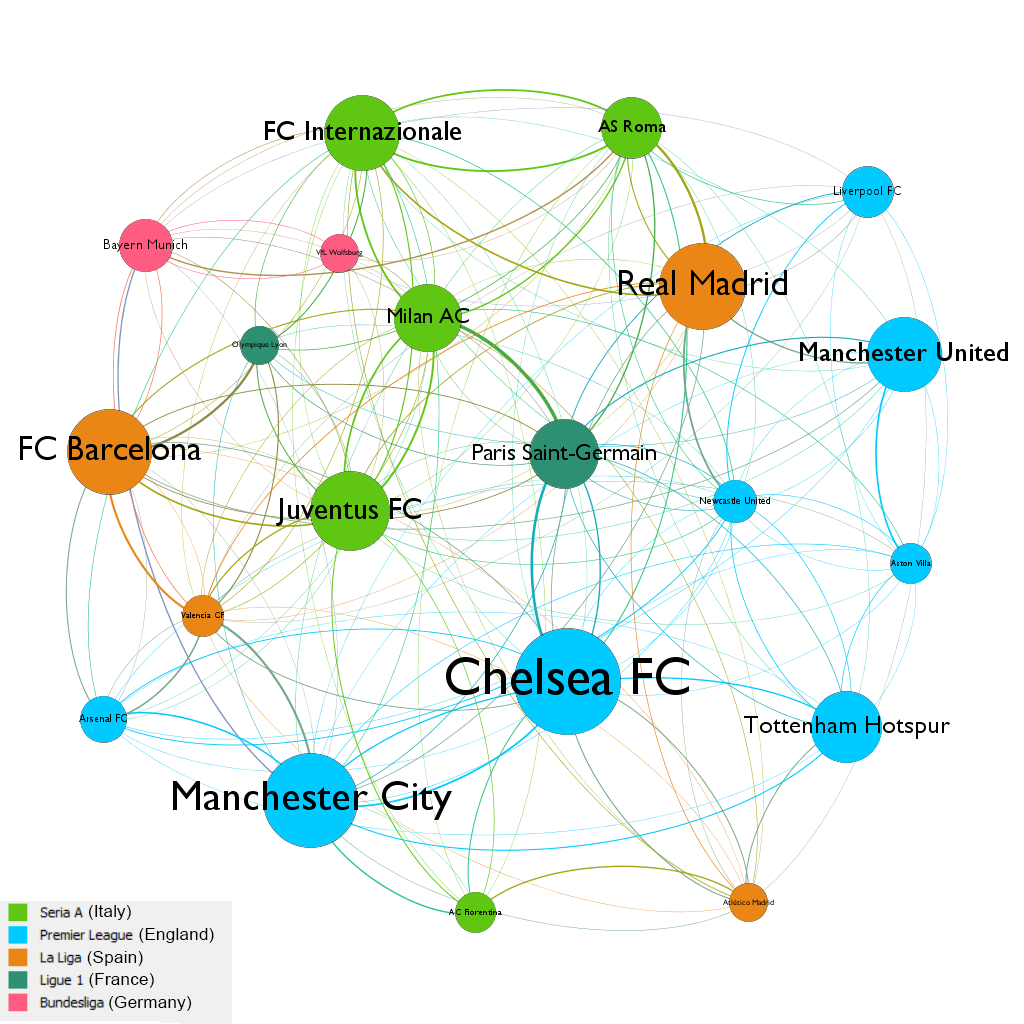 FC Internazionale
AS Roma
Liverpool FC
Bayern Munich
VfL Wolfsburg
Real Madrid
Milan AC
Olympique Lyon
Manchester United
FC Barcelona
Paris Saint-Germain
Newcastle United
Juventus FC
Aston Villa
Valencia CF
Chelsea FC
Arsenal FC
Tottenham Hotspur
Manchester City
AC Fiorentina
Atlético Madrid
Seria A (Italy)
Premier League (England)
La Liga (Spain)
Ligue 1 (France)
Bundesliga (Germany)